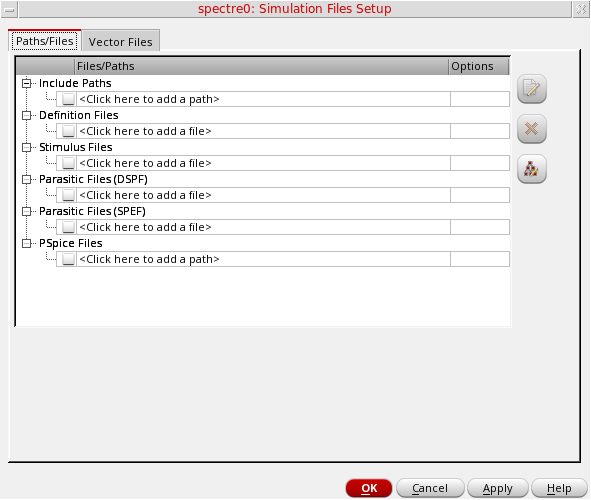 spectre0: Simulation Files Setup
Paths/Files Vector Files
Files/Paths Options
Include Paths
<Click here to add a path>
Definition Files
<Click here to add a file>
Stimulus Files
<Click here to add a file>
Parasitic Files (DSPF)
<Click here to add a file>
Parasitic Files (SPEF)
<Click here to add a file>
PSpice Files
<Click here to add a path>
OK Cancel Apply Help